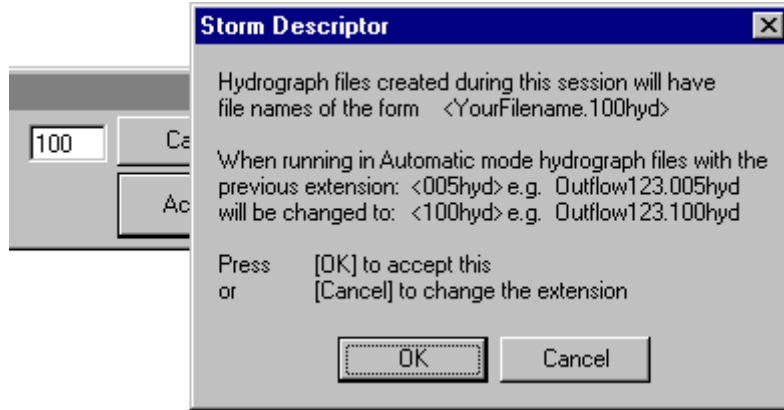 Storm Descriptor
Hydrograph files created during this session will have
file names of the form <YourFilename.100hyd>
100
Ca
When running in Automatic mode hydrograph files with the
previous extension: <005hyd> e.g. Outflow123.005hyd
Ac
will be changed to: <100hyd> e.g. Outflow123.100hyd
Press [OK] to accept this
or [Cancel] to change the extension
OK Cancel